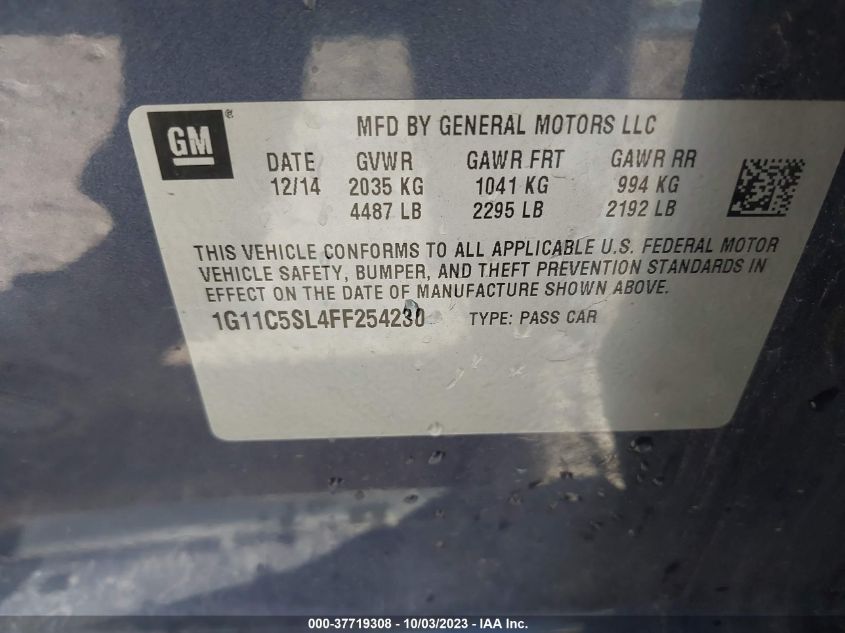 GM ®
MFD BY GENERAL MOTORS LLC
DATE GVWR GAWR FRT GAWR RR
12/14 2035 KG 1041 KG 994 KG
4487 LB 2295 LB 2192 LB
THIS VEHICLE CONFORMS TO ALL APPLICABLE U.S. FEDERAL MOTOR
VEHICLE SAFETY, BUMPER, AND THEFT PREVENTION STANDARDS IN
EFFECT ON THE DATE OF MANUFACTURE SHOWN ABOVE.
1G11C5SL4FF254230 TYPE: PASS CAR
000-37719308 - 10/03/2023 - IAA Inc.